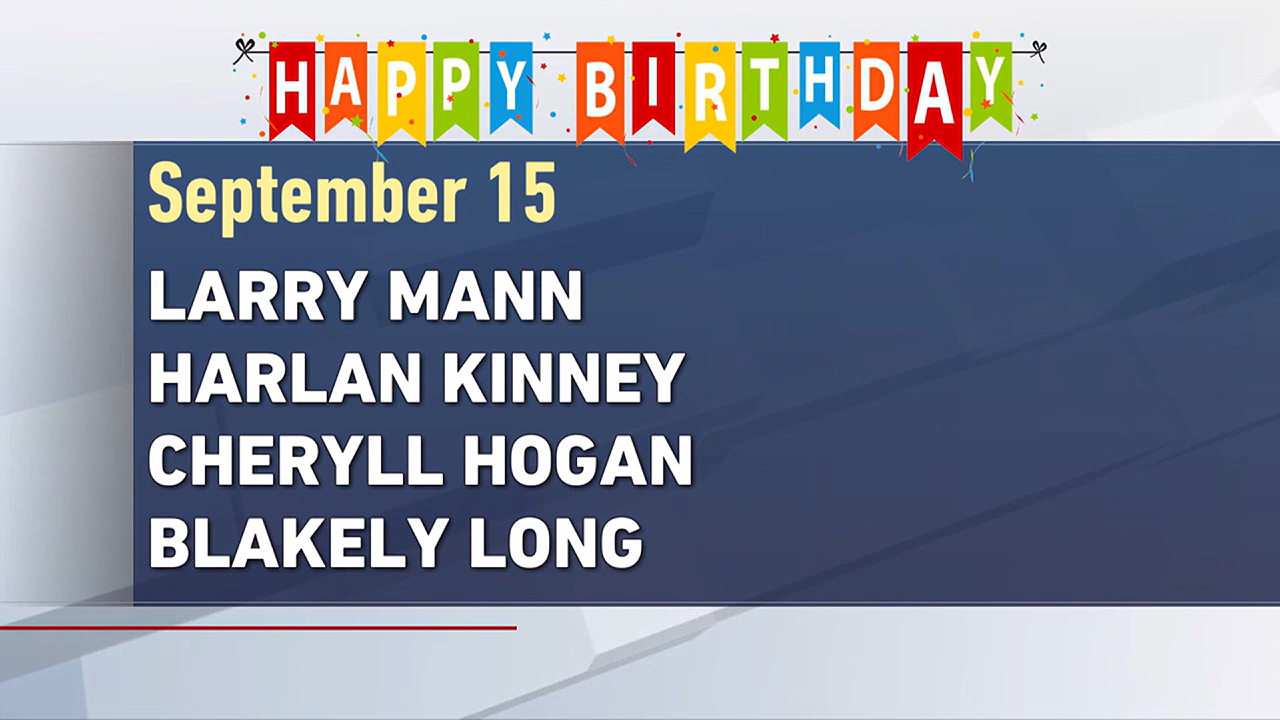 HAPPY BIRTHDAY
September 15
LARRY MANN
HARLAN KINNEY
CHERYLL HOGAN
BLAKELY LONG